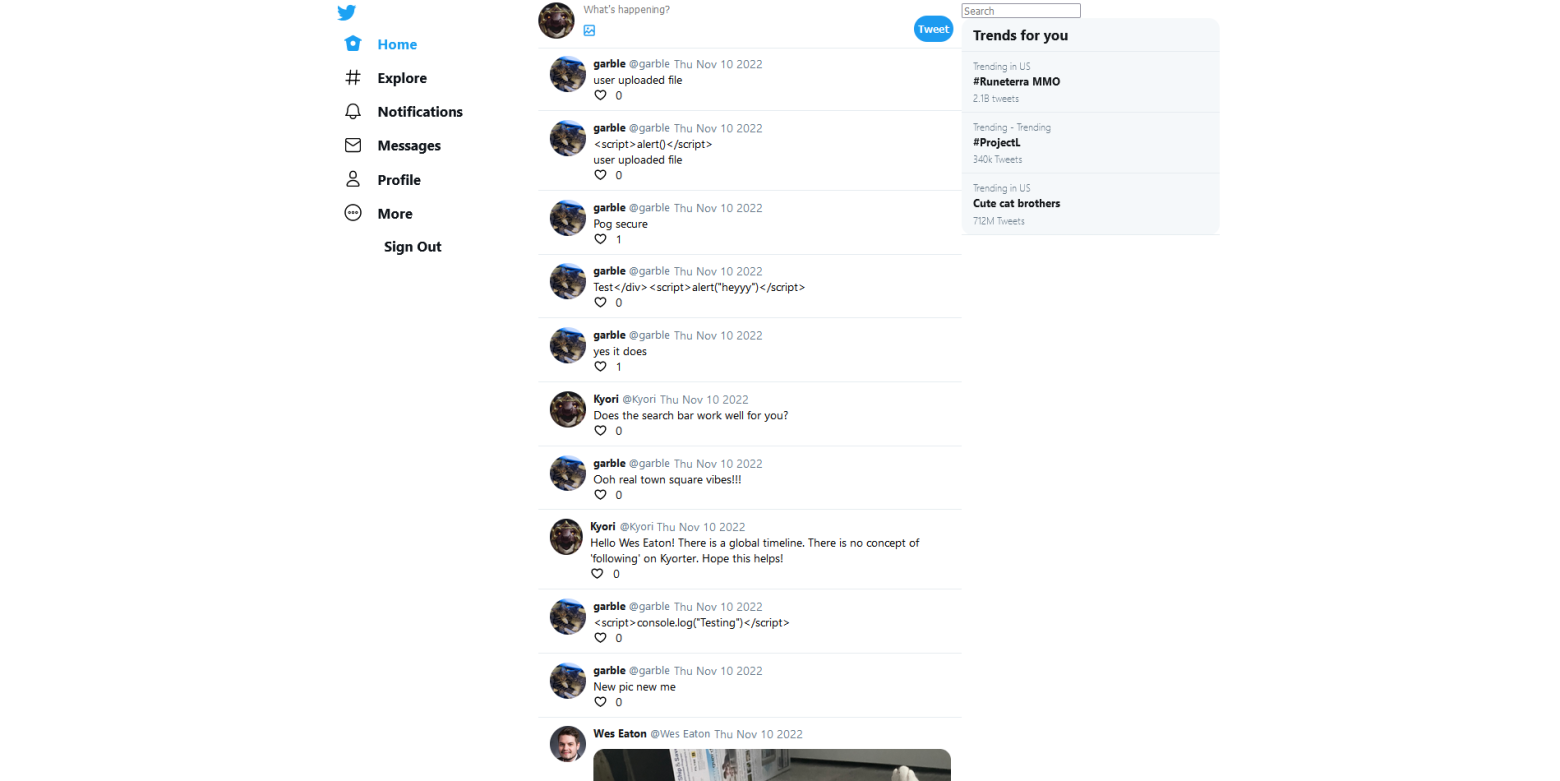 Home
Explore
Notifications
Messages
Profile
More
Sign Out
What's happening?
Tweet
garble @garble Thu Nov 10 2022
user uploaded file
0
garble @garble Thu Nov 10 2022
<script>alert()</script>
user uploaded file
0
garble @garble Thu Nov 10 2022
Pog secure
1
garble @garble Thu Nov 10 2022
Test</div><script>alert("heyyy")</script>
0
garble @garble Thu Nov 10 2022
yes it does
1
Kyori @Kyori Thu Nov 10 2022
Does the search bar work well for you?
0
garble @garble Thu Nov 10 2022
Ooh real town square vibes!!!
0
Kyori @Kyori Thu Nov 10 2022
Hello Wes Eaton! There is a global timeline. There is no concept of
'following' on Kyorter. Hope this helps!
0
garble @garble Thu Nov 10 2022
<script>console.log("Testing")</script>
0
garble @garble Thu Nov 10 2022
New pic new me
0
Wes Eaton @Wes Eaton Thu Nov 10 2022
Search
Trends for you
Trending in US
#Runeterra MMO
2.1B tweets
Trending - Trending
#ProjectL
340k Tweets
Trending in US
Cute cat brothers
712M Tweets